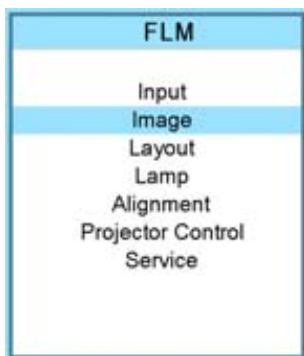 FLM
Input
Image
Layout
Lamp
Alignment
Projector Control
Service